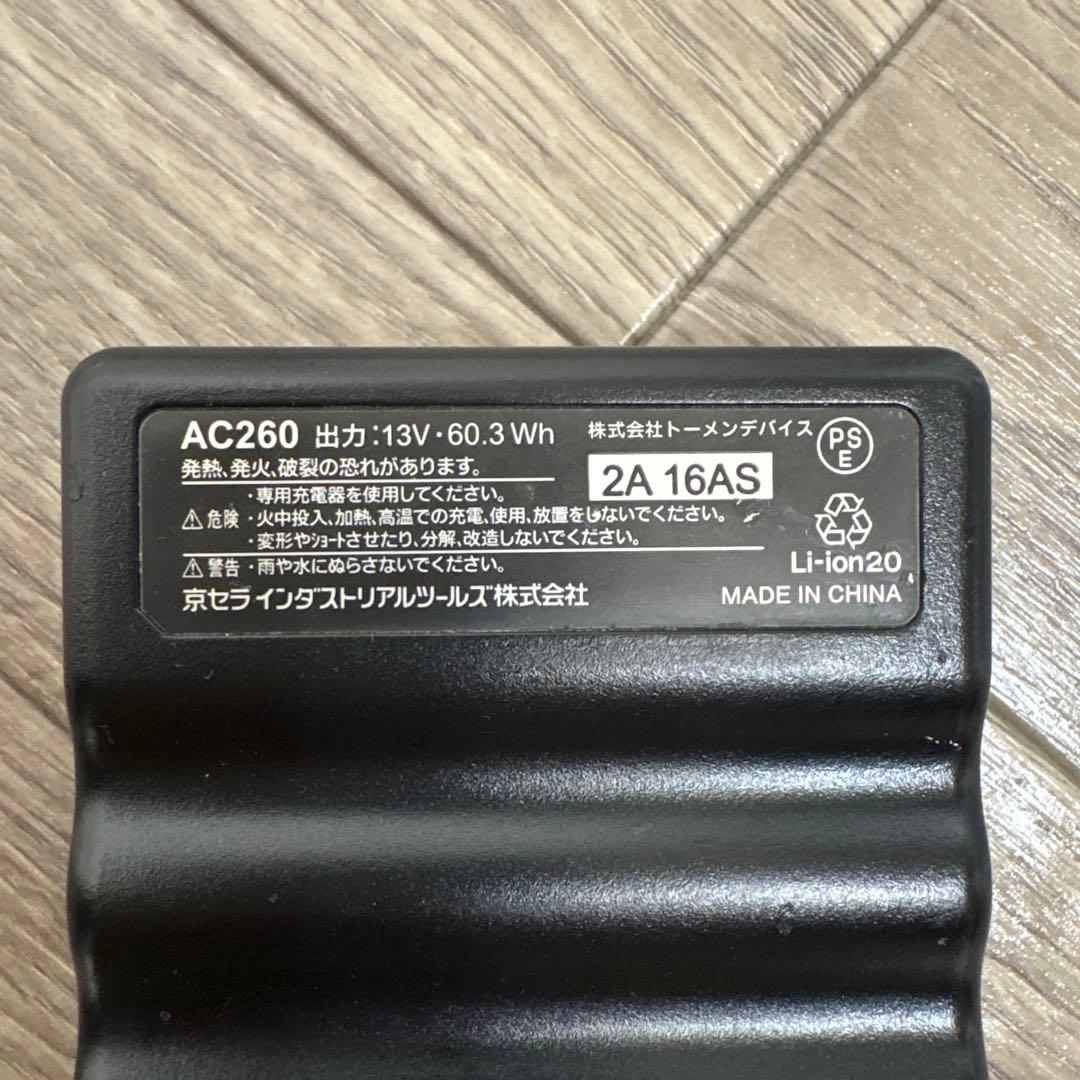 AC260 出力:13V・60.3Wh
株式会社トーメンデバイス
PSE
発熱、発火、破裂の恐れがあります。
2A 16AS
・専用充電器を使用してください。
⚠危険 ・火中投入、加熱、高温での充電、使用、放置をしないでください。
・変形やショートさせたり、分解、改造しないでください。
⚠警告 ・雨や水にぬらさないでください。
Li-ion20
京セラインダストリアルツールズ株式会社
MADE IN CHINA